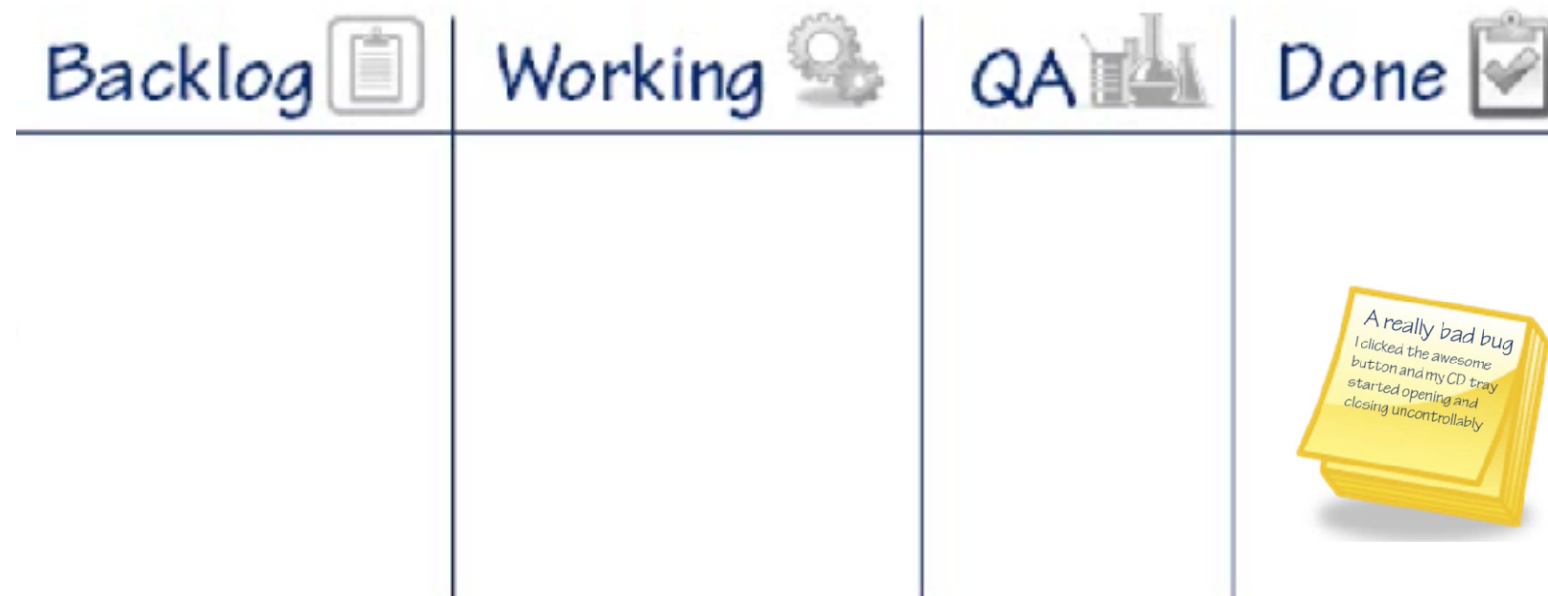 Backlog
Working
QA
Done
A really bad bug
I clicked the awesome
button and my CD tray
started opening and
closing uncontrollably